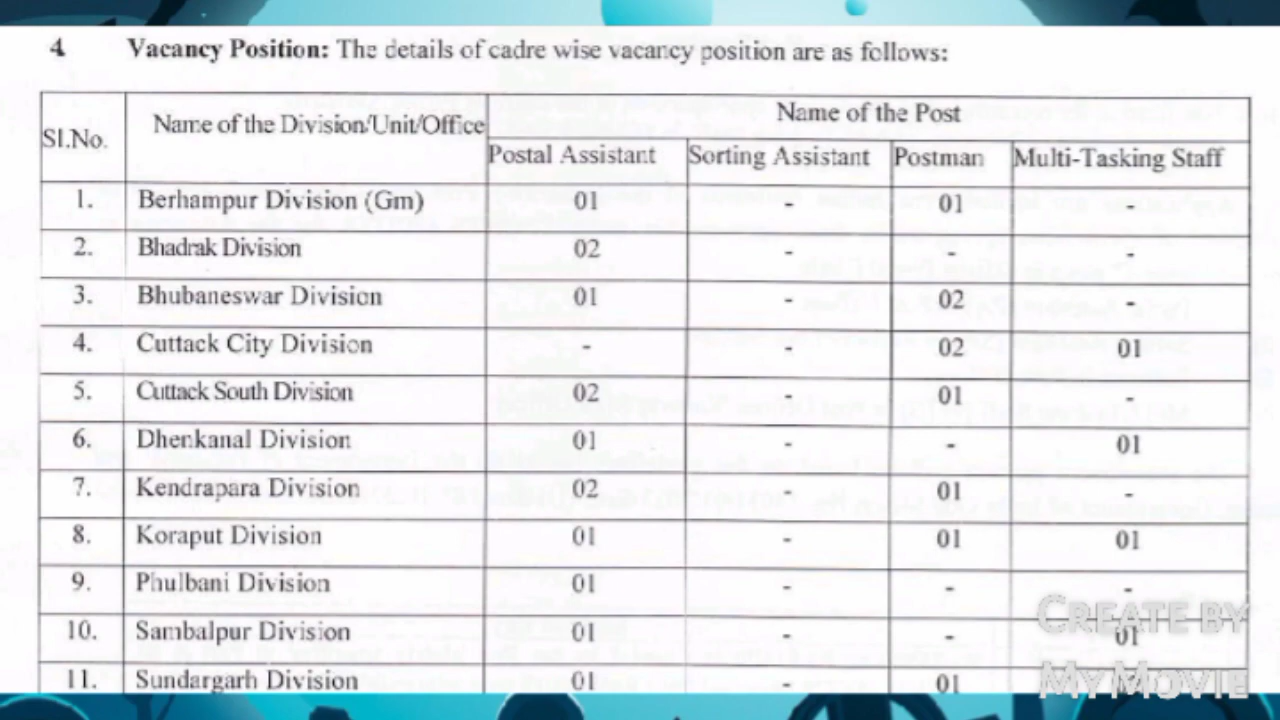 4 Vacancy Position: The details of cadre wise vacancy position are as follows:
Sl.No. Name of the Division/Unit/Office Name of the Post
Postal Assistant Sorting Assistant Postman Multi-Tasking Staff
1. Berhampur Division (Gm) 01 - 01 -
2. Bhadrak Division 02 - - -
3. Bhubaneswar Division 01 - 02 -
4. Cuttack City Division - - 02 01
5. Cuttack South Division 02 - 01 -
6. Dhenkanal Division 01 - - 01
7. Kendrapara Division 02 - 01 -
8. Koraput Division 01 - 01 01
9. Phulbani Division 01 - - -
10. Sambalpur Division 01 - - 01
11. Sundargarh Division 01 - 01
CREATE BY
MYMOVIE